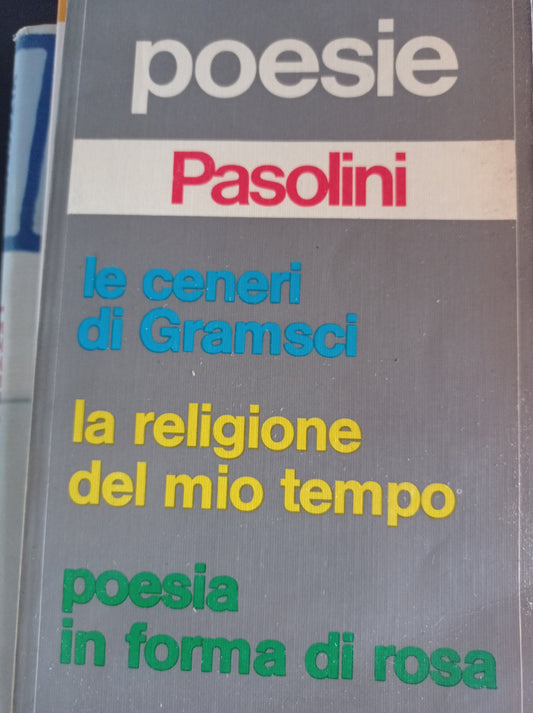 poesie
Pasolini
le ceneri
di Gramsci
la religione
del mio tempo
poesia
in forma di rosa